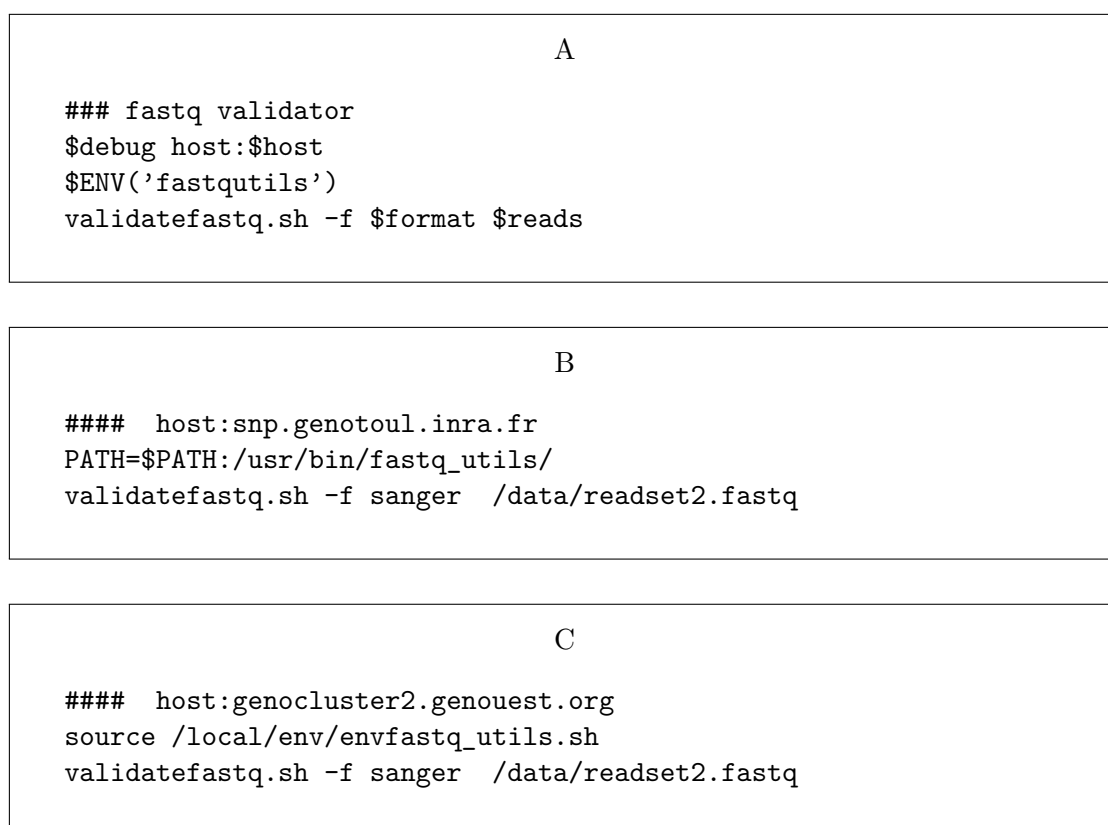 A
### fastq validator
$debug host:$host
$ENV('fastqutils')
validatefastq.sh -f $format $reads
B
####  host:snp.genotoul.inra.fr
PATH=$PATH:/usr/bin/fastq_utils/
validatefastq.sh -f sanger  /data/readset2.fastq
C
####  host:genocluster2.genouest.org
source /local/env/envfastq_utils.sh
validatefastq.sh -f sanger  /data/readset2.fastq